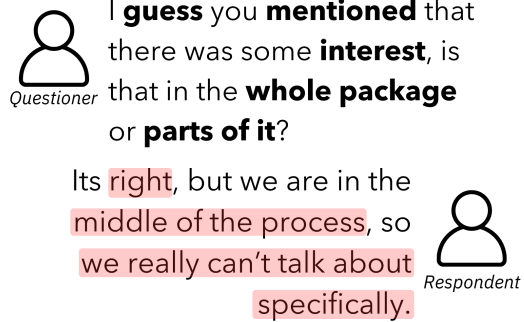 I guess you mentioned that
there was some interest, is
that in the whole package
or parts of it?
Questioner
Its right, but we are in the
middle of the process, so
we really can't talk about
specifically.
Respondent